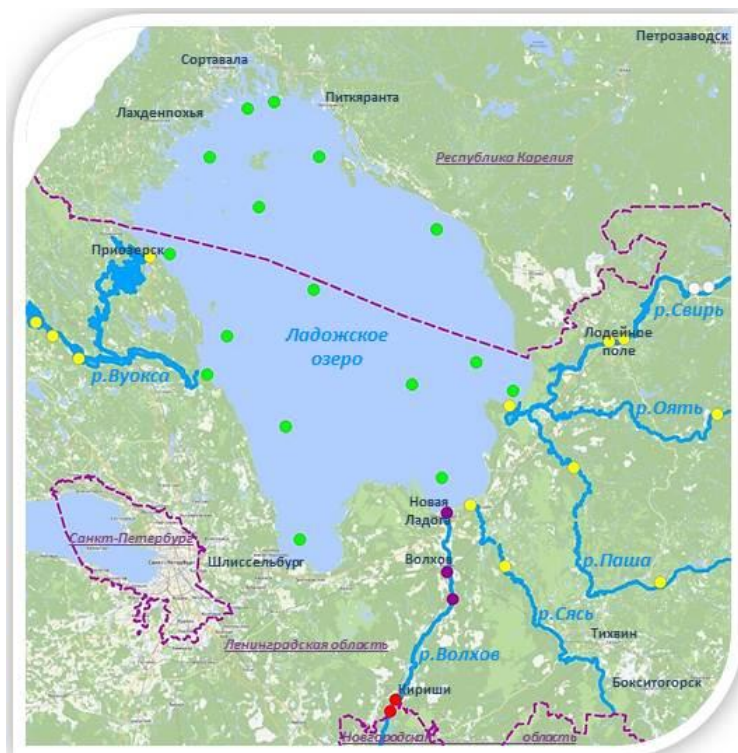 Петрозаводск
Сортавала
Питкяранта
Лахденпохья
Республика Карелия
Приозерск
р.Свирь
Ладожское
озеро
Лодейное
поле
р.Вуокса
р.Оять
Новая
Ладога
Санкт-Петербург
Шлиссельбург
Волхов
р.Паша
р.Сясь
Тихвин
Ленинградская область
р.Волхов
Бокситогорск
Кириши
Новгородская область